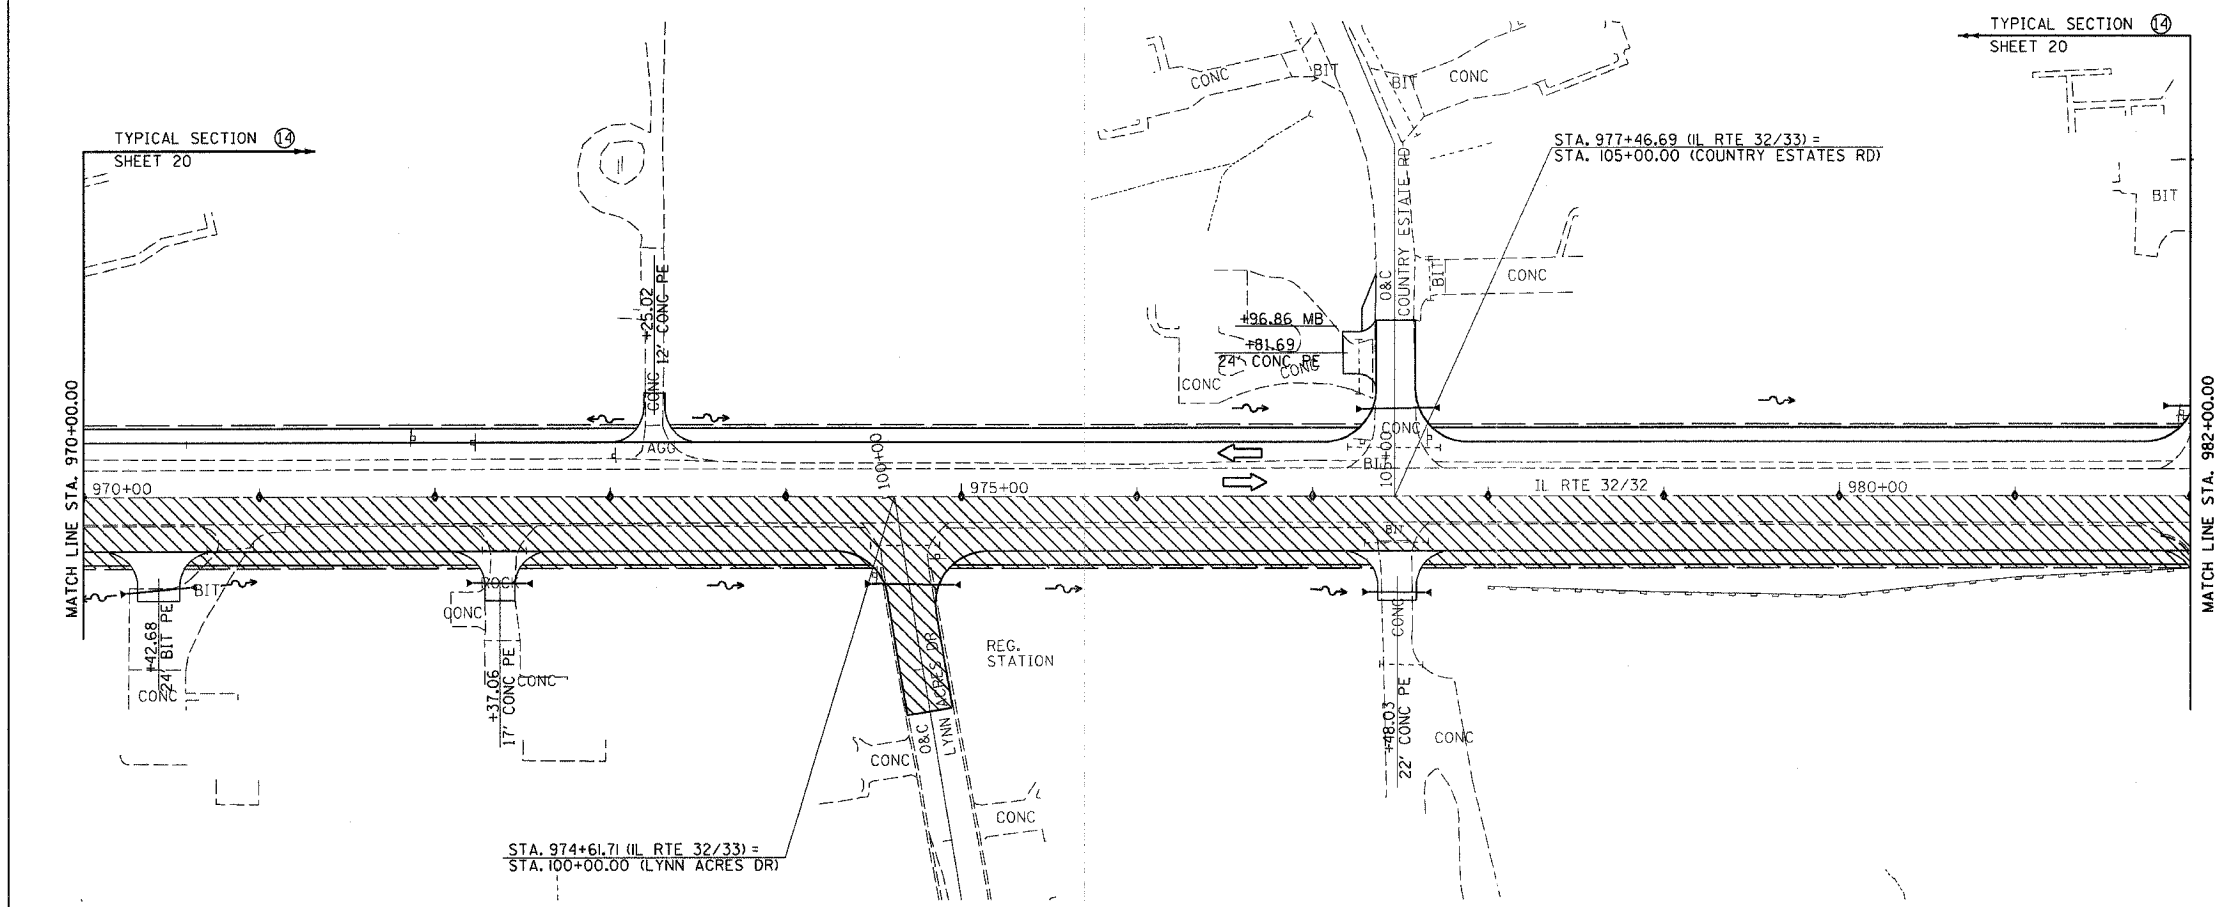 TYPICAL SECTION 14
SHEET 20
TYPICAL SECTION 14
SHEET 20
CONC
BIT
BIT
CONC
STA. 977+46.69 (IL RTE 32/33) =
STA. 105+00.00 (COUNTRY ESTATES RD)
BIT
+25.02
12' CONC PE
CONC
O&C
COUNTRY ESTATE RD
BIT
CONC
+96.86 MB
+81.69
24' CONC PE
CONC
CONC
MATCH LINE STA. 970+00.00
MATCH LINE STA. 982+00.00
AGG
100+00
CONC
105+00
970+00
975+00
IL RTE 32/32
980+00
BIT
BIT
CONC
+42.68
24' BIT PE
CONC
+37.06
17' CONC PE
CONC
O&C
LYNN ACRES DR
REG.
STATION
CONC
+48.03
22' CONC PE
CONC
CONC
CONC
STA. 974+61.71 (IL RTE 32/33) =
STA. 100+00.00 (LYNN ACRES DR)